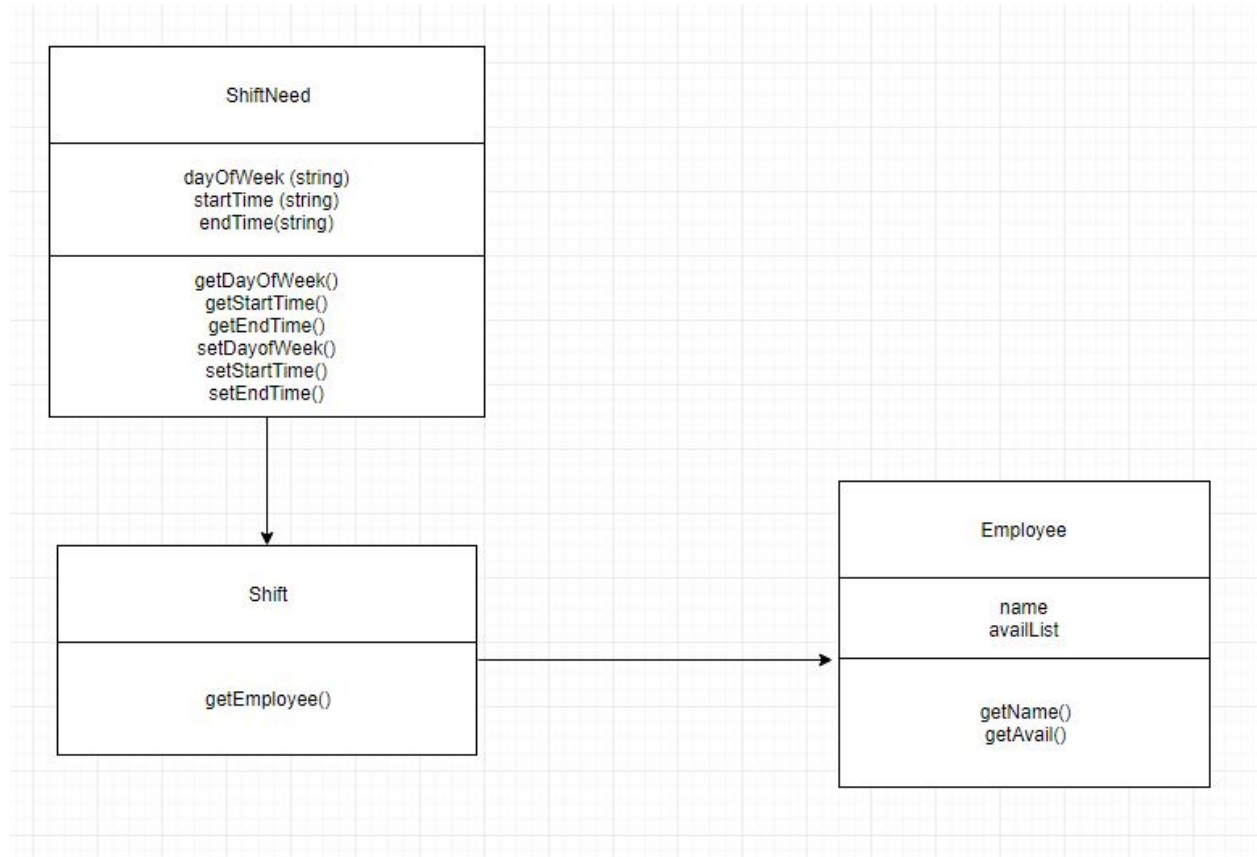 ShiftNeed
dayOfWeek (string)
startTime (string)
endTime(string)
getDayOfWeek()
getStartTime()
getEndTime()
setDayofWeek()
setStartTime()
setEndTime()
Shift
getEmployee()
Employee
name
availList
getName()
getAvail()